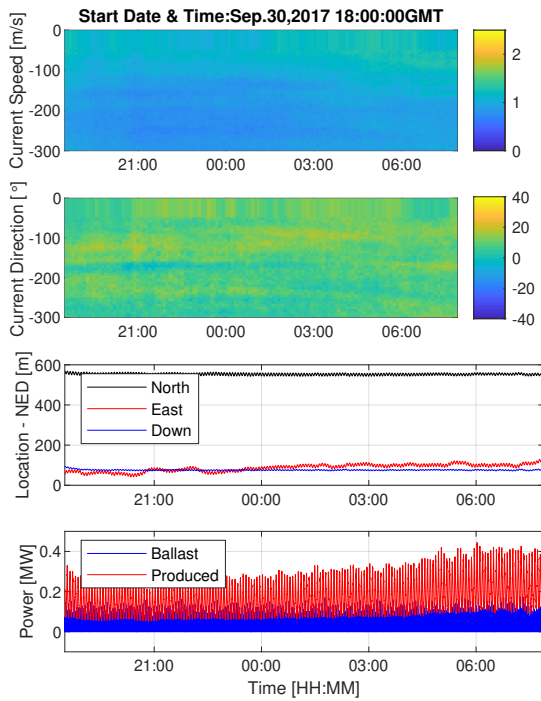 Start Date & Time:Sep.30,2017 18:00:00GMT
Current Speed [m/s]
0
-100
-200
-300
21:00 00:00 03:00 06:00
2
1
0
Current Direction [ °]
0
-100
-200
-300
21:00 00:00 03:00 06:00
40
20
0
-20
-40
Location - NED [m]
600
400
200
0
North
East
Down
21:00 00:00 03:00 06:00
Power [MW]
0.4
0.2
0
Ballast
Produced
21:00 00:00 03:00 06:00
Time [HH:MM]